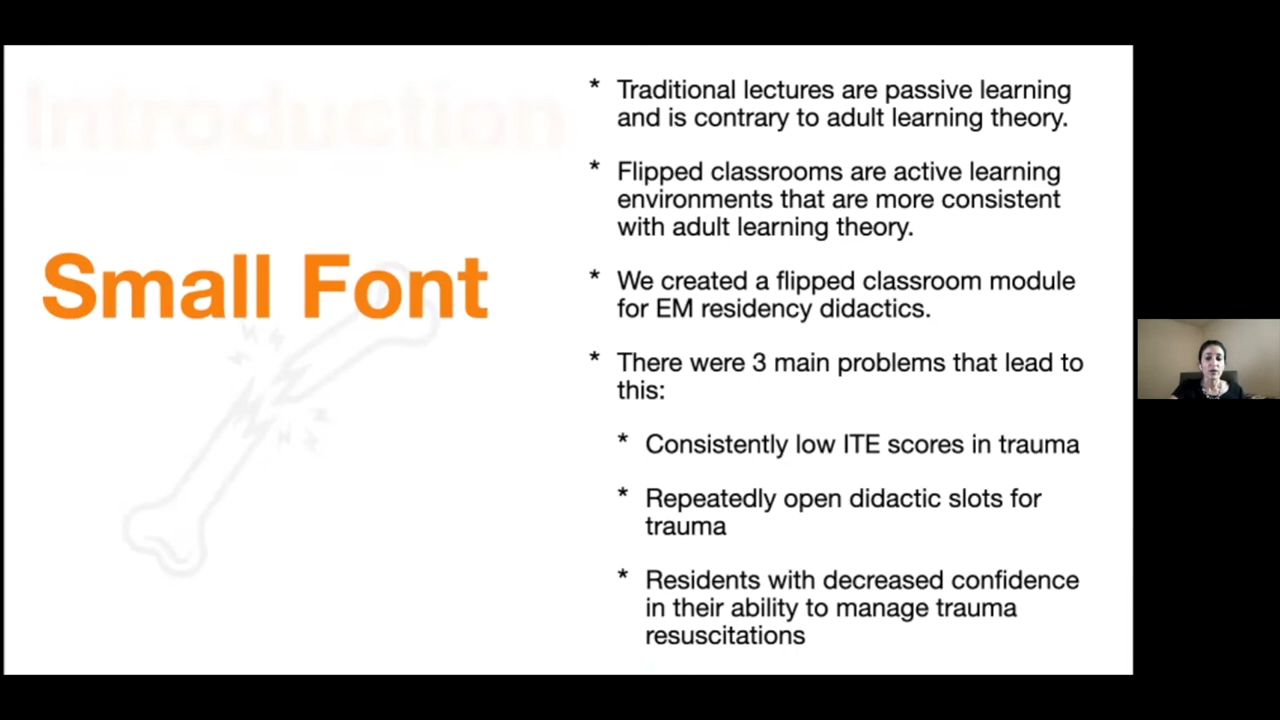 Introduction
Small Font
* Traditional lectures are passive learning
and is contrary to adult learning theory.
* Flipped classrooms are active learning
environments that are more consistent
with adult learning theory.
* We created a flipped classroom module
for EM residency didactics.
* There were 3 main problems that lead to
this:
* Consistently low ITE scores in trauma
* Repeatedly open didactic slots for
trauma
* Residents with decreased confidence
in their ability to manage trauma
resuscitations